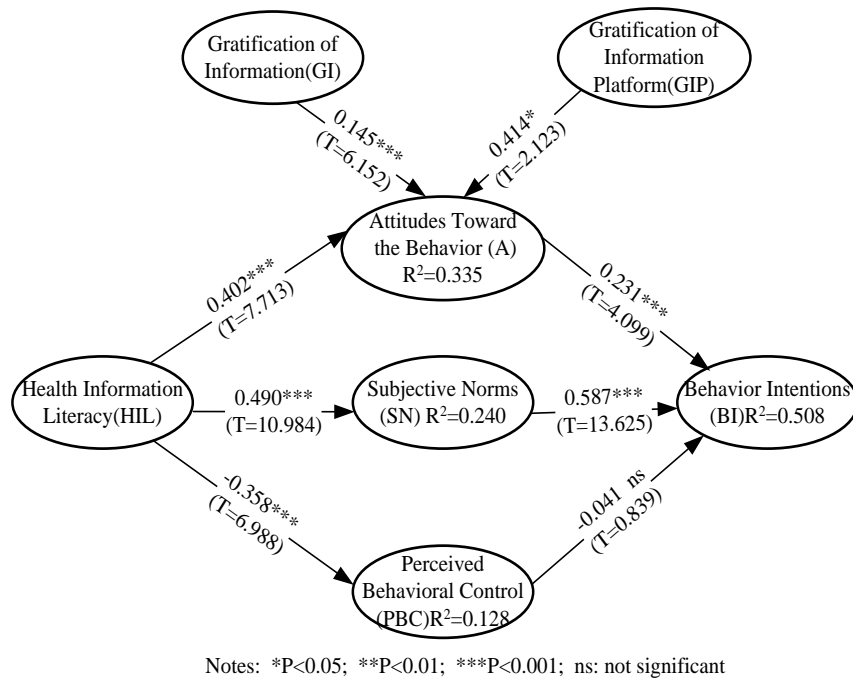 Gratification of
Information(GI)
Gratification of
Information
Platform(GIP)
0.145***
(T=6.152)
0.414*
(T=2.123)
Attitudes Toward
the Behavior (A)
R²=0.335
0.402***
(T=7.713)
0.231***
(T=4.099)
Health Information
Literacy(HIL)
0.490***
(T=10.984)
Subjective Norms
(SN) R²=0.240
0.587***
(T=13.625)
Behavior Intentions
(BI)R²=0.508
-0.358***
(T=6.988)
-0.041 ns
(T=0.839)
Perceived
Behavioral Control
(PBC)R²=0.128
Notes: *P<0.05; **P<0.01; ***P<0.001; ns: not significant